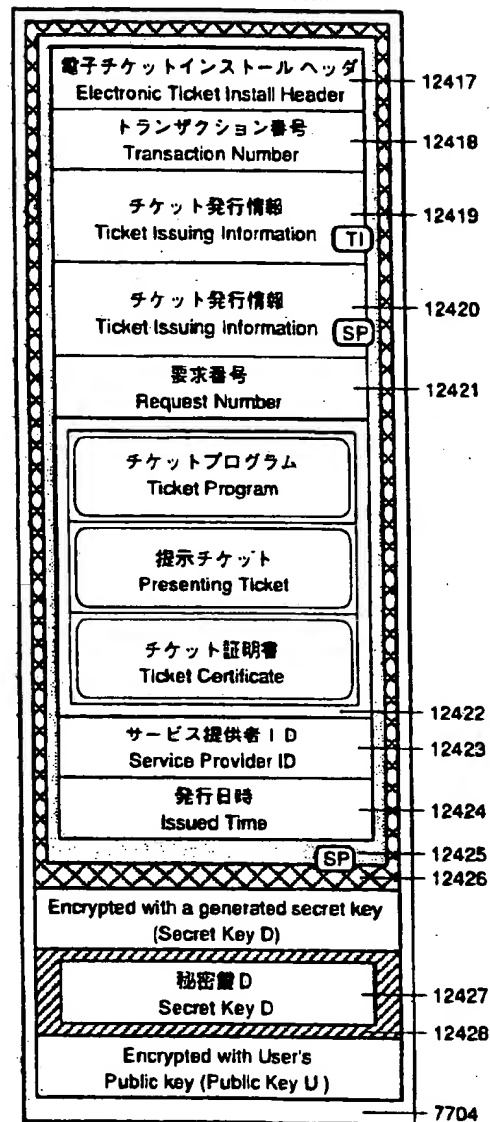 電子チケットインストールヘッダ
Electronic Ticket Install Header
12417
トランザクション番号
Transaction Number
12418
チケット発行情報
Ticket Issuing Information
TI
12419
チケット発行情報
Ticket Issuing Information
SP
12420
要求番号
Request Number
12421
チケットプログラム
Ticket Program
提示チケット
Presenting Ticket
チケット証明書
Ticket Certificate
12422
サービス提供者ID
Service Provider ID
12423
発行日時
Issued Time
12424
SP
12425
12426
Encrypted with a generated secret key
(Secret Key D)
秘密鍵D
Secret Key D
12427
12428
Encrypted with User's
Public key (Public Key U)
7704